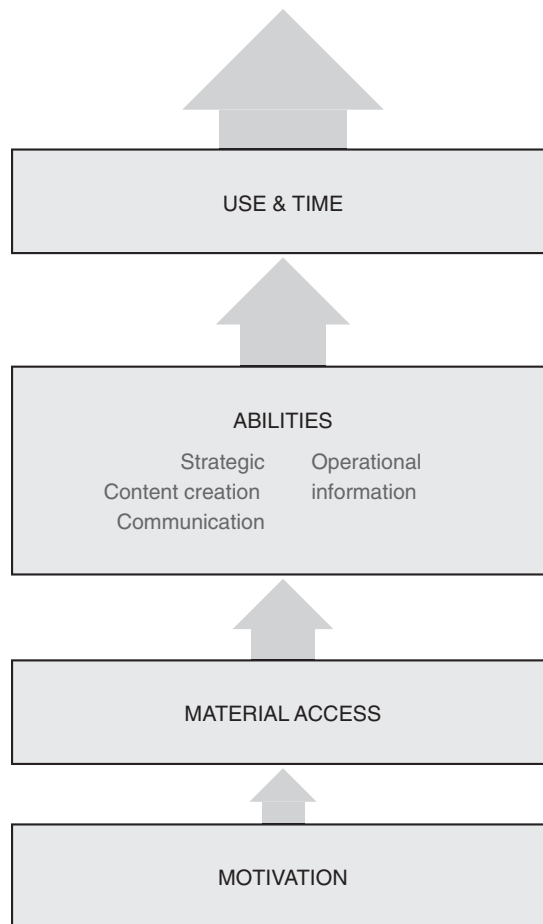 USE & TIME
ABILITIES
Strategic Operational
Content creation information
Communication
MATERIAL ACCESS
MOTIVATION